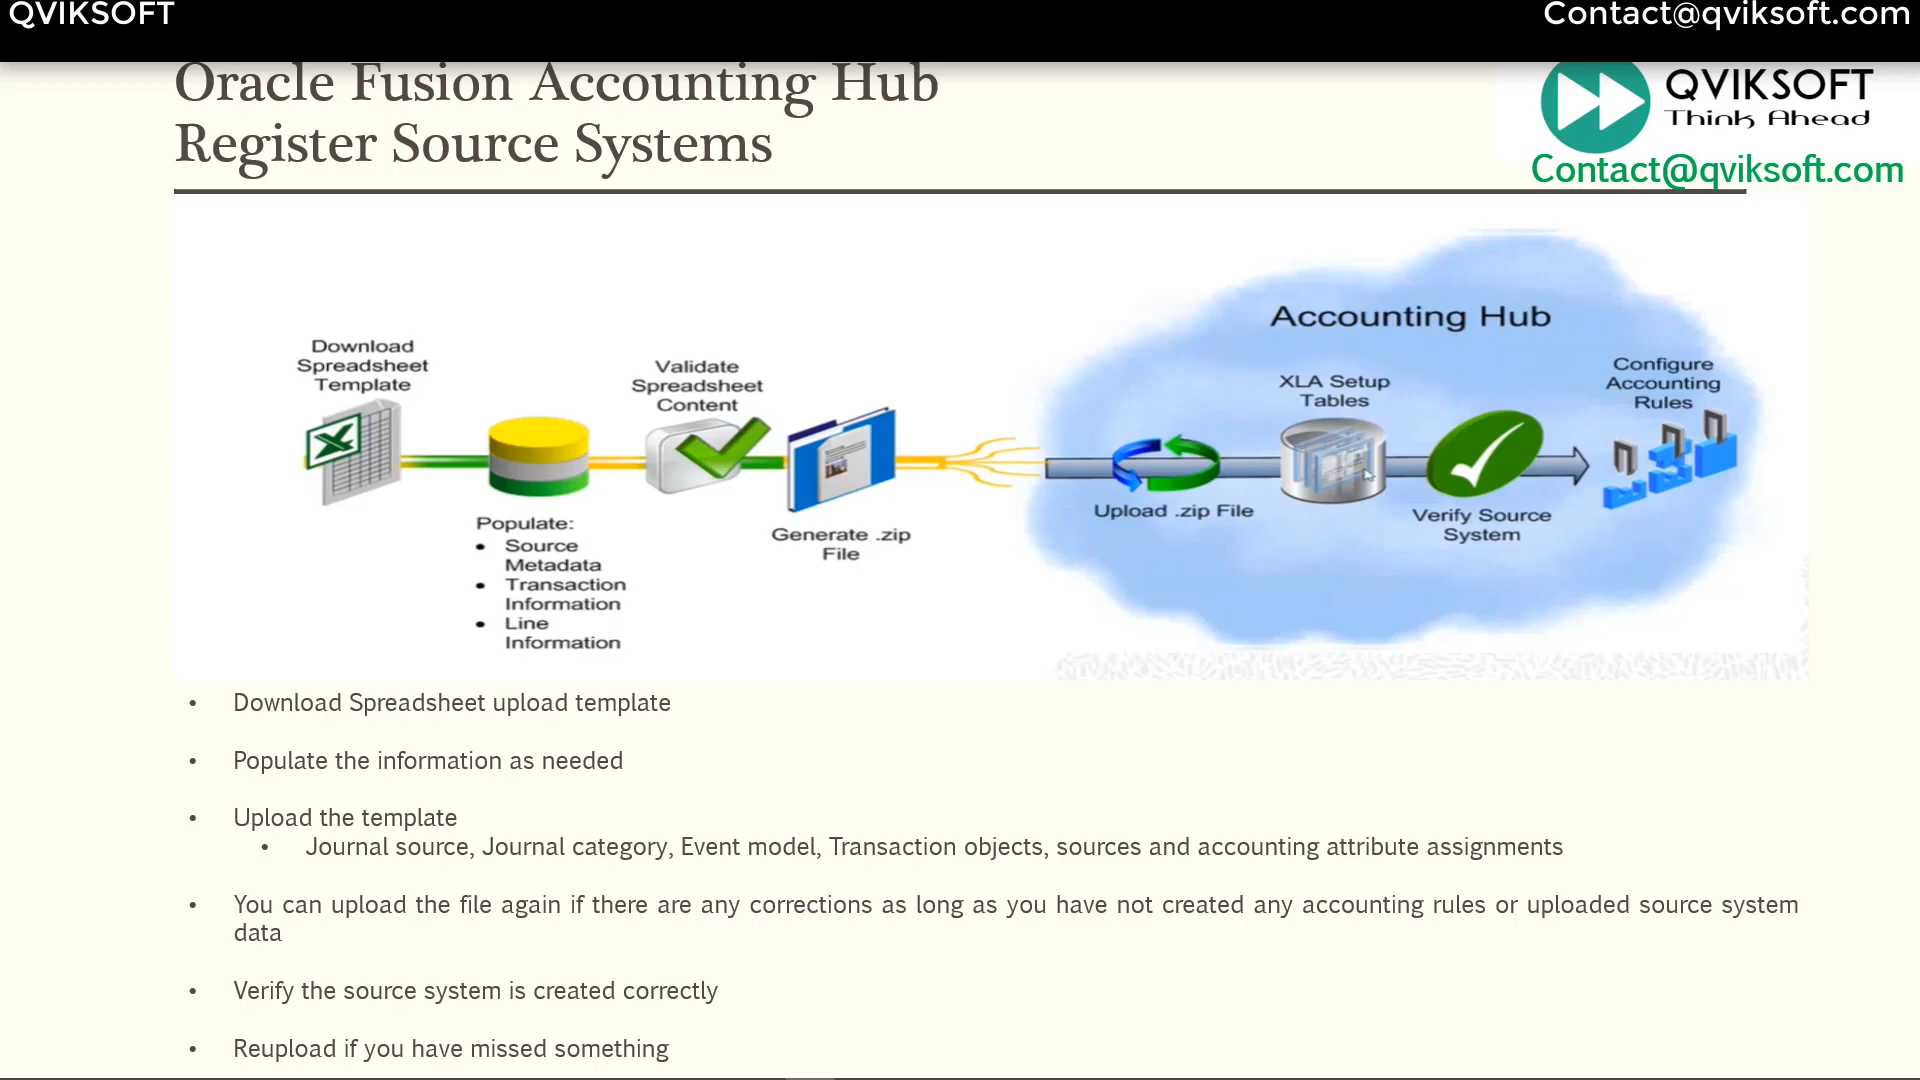 QVIKSOFT
Contact@qviksoft.com
Oracle Fusion Accounting Hub
Register Source Systems
QVIKSOFT
Think Ahead
Contact@qviksoft.com
Download
Spreadsheet
Template
Populate:
• Source
Metadata
• Transaction
Information
• Line
Information
Validate
Spreadsheet
Content
Generate .zip
File
Accounting Hub
Upload .zip File
XLA Setup
Tables
Verify Source
System
Configure
Accounting
Rules
• Download Spreadsheet upload template
• Populate the information as needed
• Upload the template
• Journal source, Journal category, Event model, Transaction objects, sources and accounting attribute assignments
• You can upload the file again if there are any corrections as long as you have not created any accounting rules or uploaded source system
data
• Verify the source system is created correctly
• Reupload if you have missed something